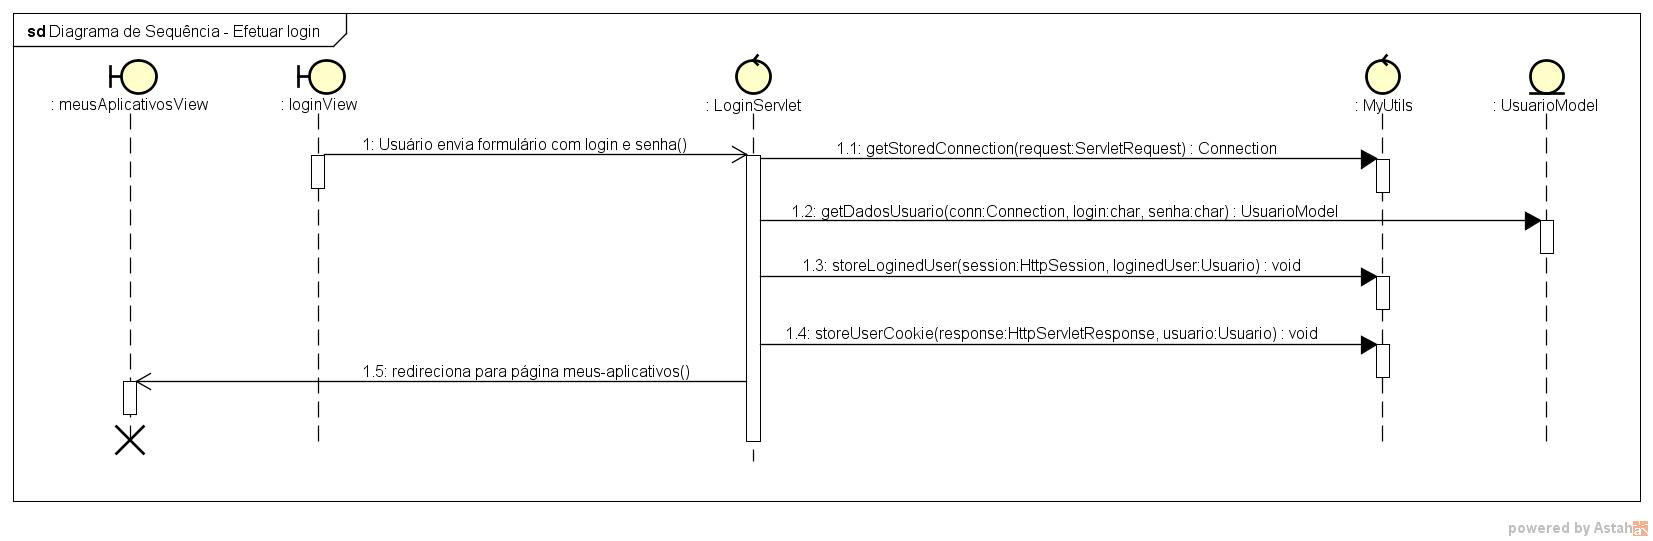 sd Diagrama de Sequência - Efetuar login
: meusAplicativosView
: loginView
: LoginServlet
: MyUtils
: UsuarioModel
1: Usuário envia formulário com login e senha()
1.1: getStoredConnection(request:ServletRequest) : Connection
1.2: getDadosUsuario(conn:Connection, login:char, senha:char) : UsuarioModel
1.3: storeLoginedUser(session:HttpSession, loginedUser:Usuario) : void
1.4: storeUserCookie(response:HttpServletResponse, usuario:Usuario) : void
1.5: redireciona para página meus-aplicativos()
powered by Astah